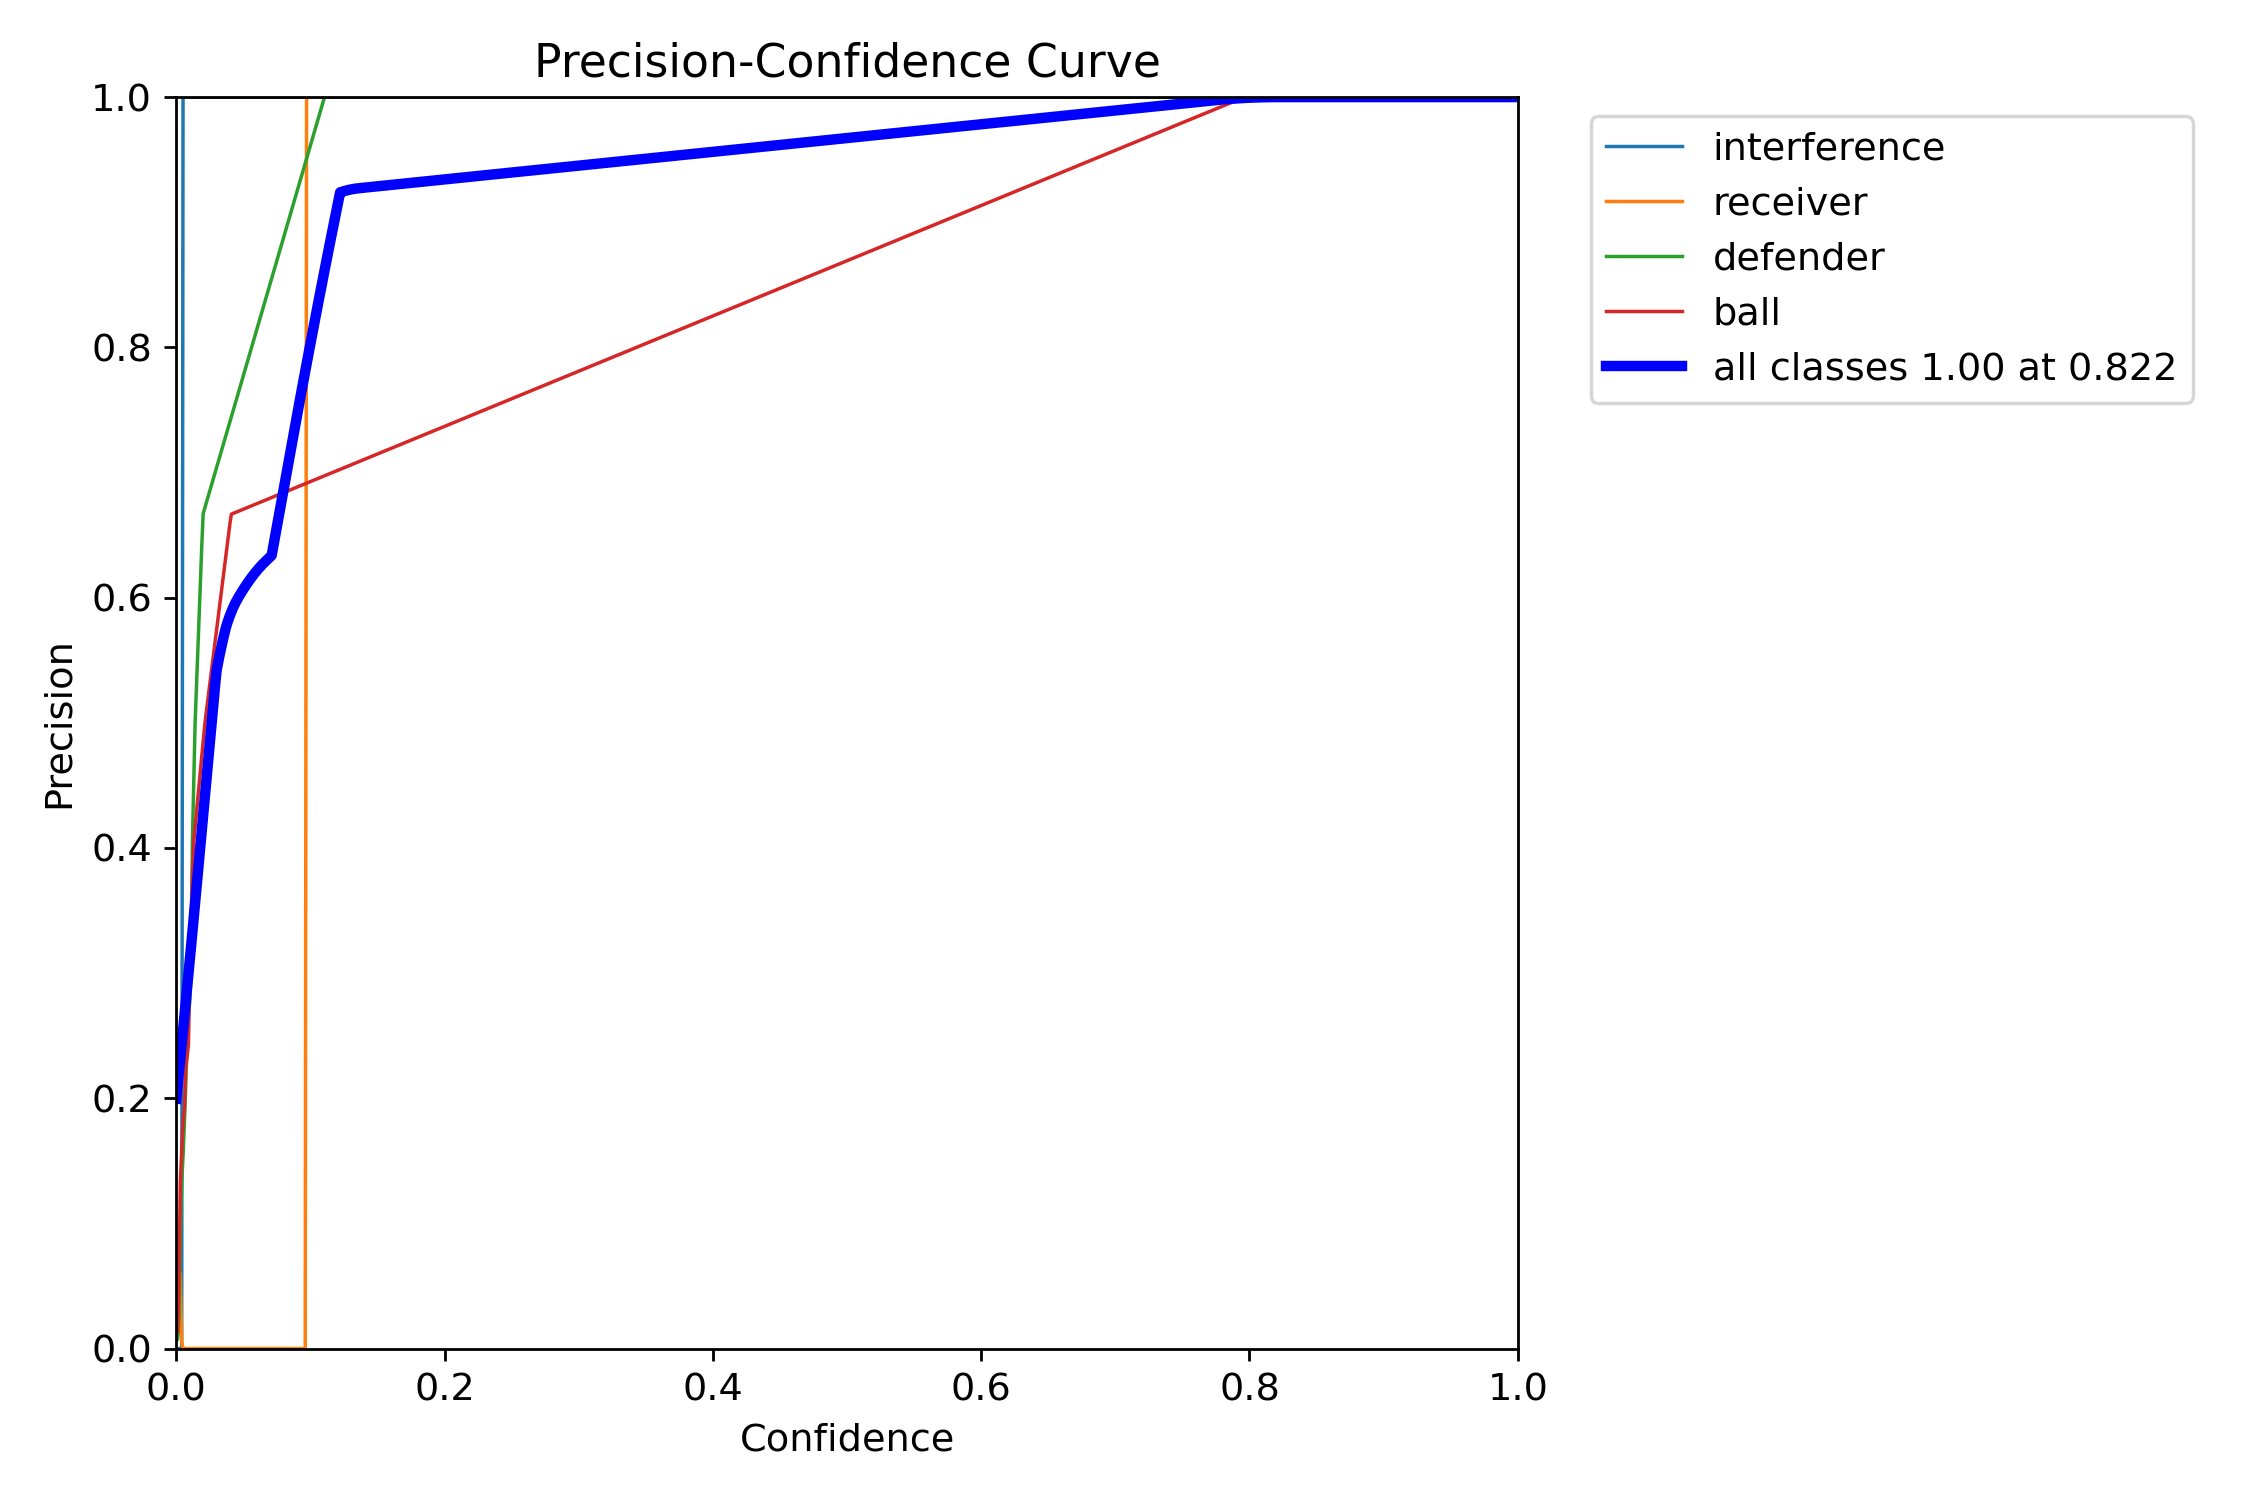 Precision-Confidence Curve
1.0
0.8
0.6
0.4
0.2
0.0
Precision
0.0 0.2 0.4 0.6 0.8 1.0
Confidence
interference
receiver
defender
ball
all classes 1.00 at 0.822